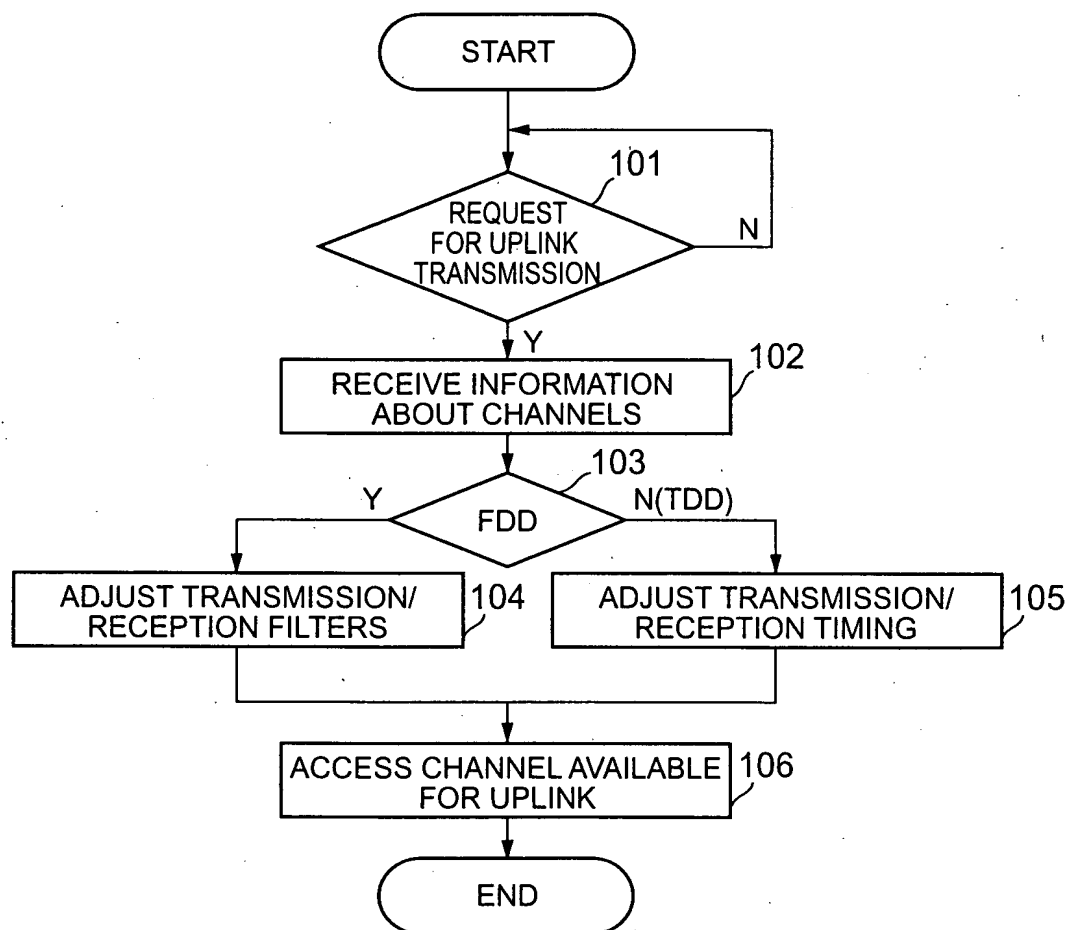 START
101
REQUEST
FOR UPLINK
TRANSMISSION
N
Y
102
RECEIVE INFORMATION
ABOUT CHANNELS
103
Y
N(TDD)
FDD
ADJUST TRANSMISSION/
RECEPTION FILTERS
104
ADJUST TRANSMISSION/
RECEPTION TIMING
105
ACCESS CHANNEL AVAILABLE
FOR UPLINK
106
END